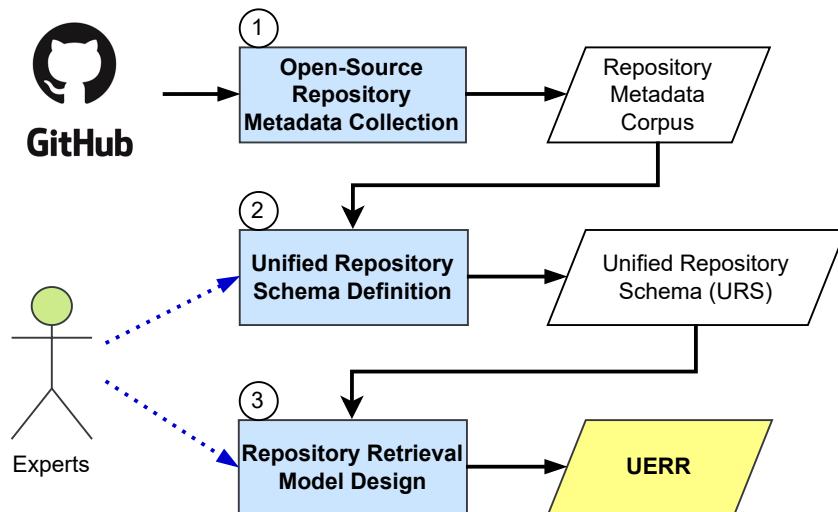 1
Open-Source
Repository
Metadata Collection
Repository
Metadata
Corpus
GitHub
2
Unified Repository
Schema Definition
Unified Repository
Schema (URS)
3
Repository Retrieval
Model Design
UERR
Experts